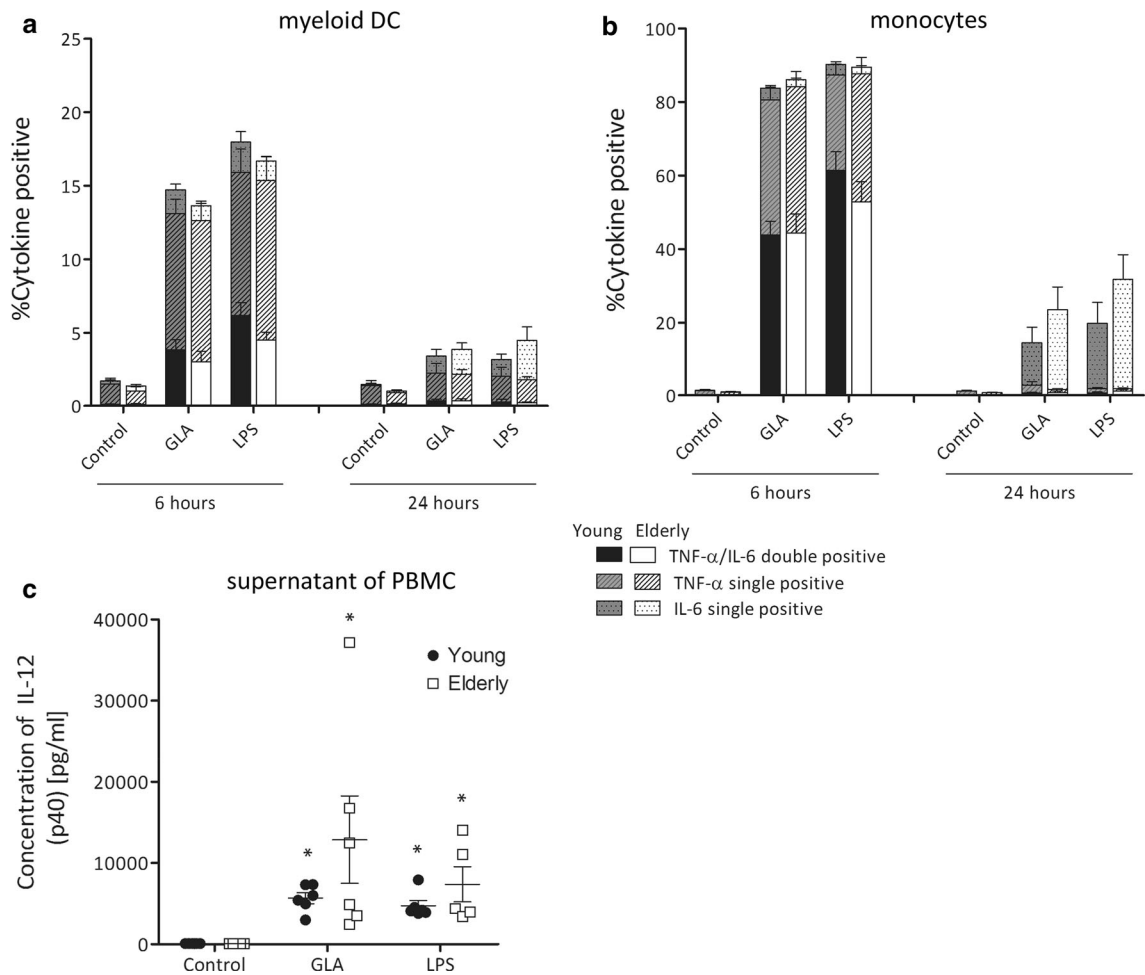 a
myeloid DC
25
20
15
10
5
0
%Cytokine positive
Control
GLA
LPS
Control
GLA
LPS
6 hours
24 hours
b
monocytes
100
80
60
40
20
0
%Cytokine positive
Control
GLA
LPS
Control
GLA
LPS
6 hours
24 hours
Young Elderly
TNF-α/IL-6 double positive
TNF-α single positive
IL-6 single positive
c
supernatant of PBMC
40000
30000
20000
10000
0
Concentration of IL-12
(p40) [pg/ml]
*
*
*
*
Young
Elderly
Control
GLA
LPS